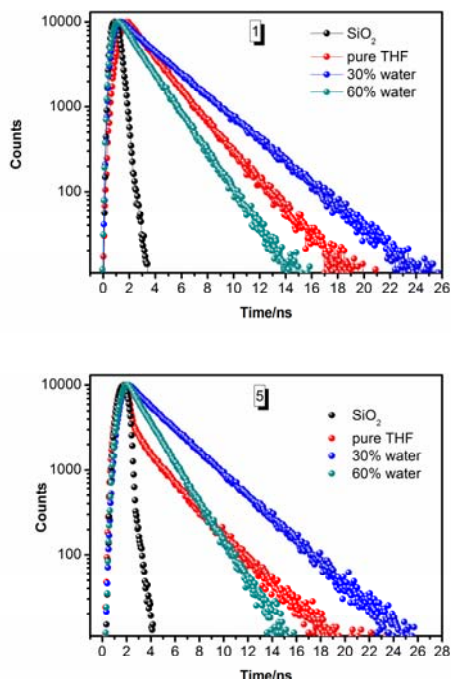 1
SiO₂
pure THF
30% water
60% water
10000
1000
100
Counts
0 2 4 6 8 10 12 14 16 18 20 22 24 26
Time/ns
5
SiO₂
pure THF
30% water
60% water
10000
1000
100
Counts
0 2 4 6 8 10 12 14 16 18 20 22 24 26 28
Time/ns